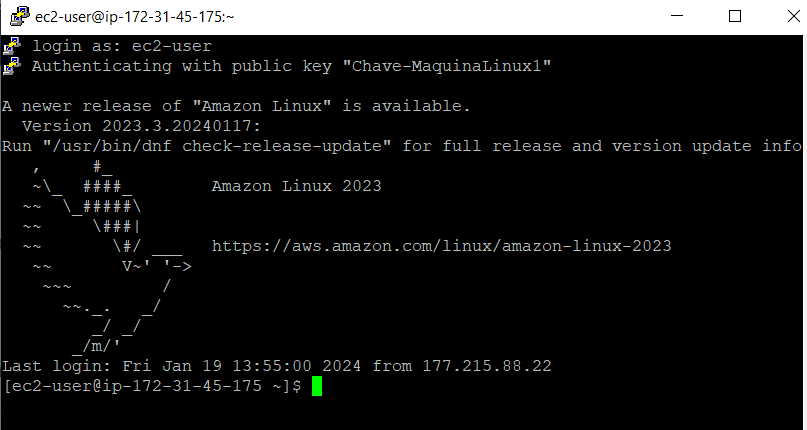 ec2-user@ip-172-31-45-175:~
login as: ec2-user
Authenticating with public key "Chave-MaquinaLinux1"
A newer release of "Amazon Linux" is available.
  Version 2023.3.20240117:
Run "/usr/bin/dnf check-release-update" for full release and version update info
   ,     #_
   ~\_  ####_        Amazon Linux 2023
  ~~  \_#####\
  ~~     \###|
  ~~       \#/ ___   https://aws.amazon.com/linux/amazon-linux-2023
   ~~       V~' '->
    ~~~         /
      ~~._.   _/
         _/ _/
       _/m/'
Last login: Fri Jan 19 13:55:00 2024 from 177.215.88.22
[ec2-user@ip-172-31-45-175 ~]$